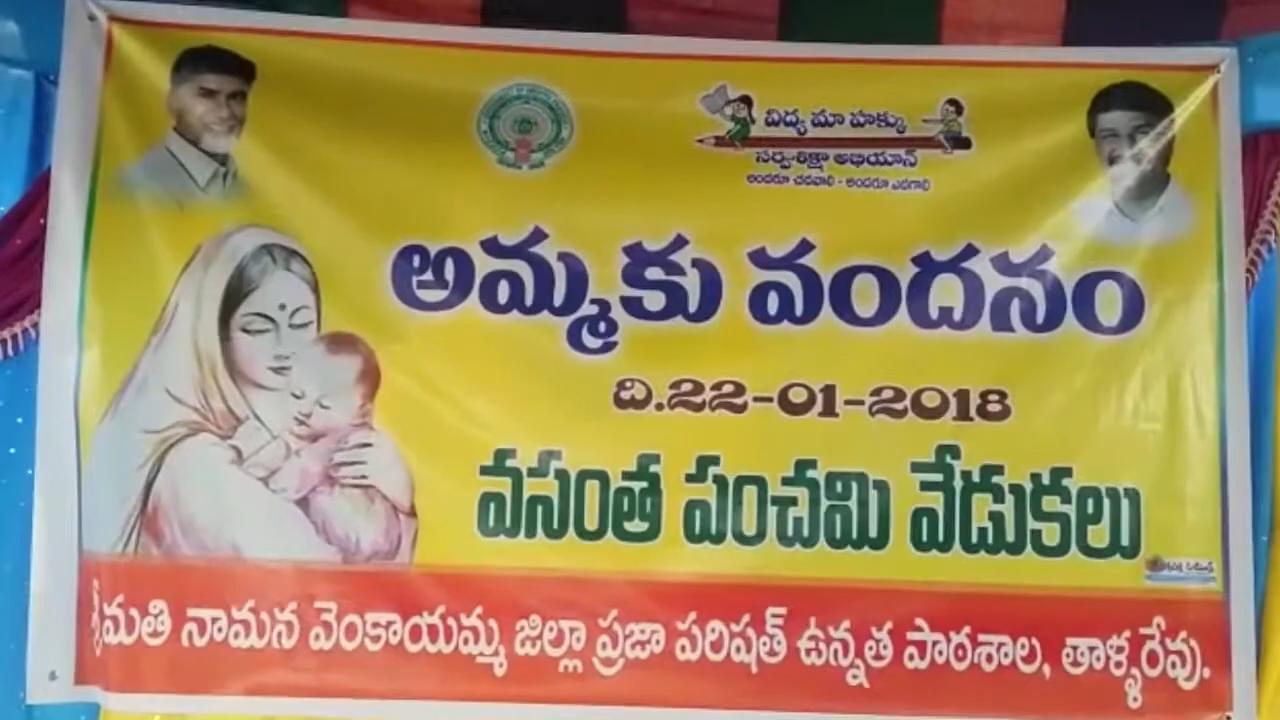 విద్య మా హక్కు
సర్వశిక్షా అభియాన్
అందరూ చదవాలి - అందరూ ఎదగాలి
అమ్మకు వందనం
ది.22-01-2018
వసంత పంచమి వేడుకలు
శ్రీమతి నామన వెంకాయమ్మ జిల్లా ప్రజా పరిషత్ ఉన్నత పాఠశాల, తాళ్ళరేవు.